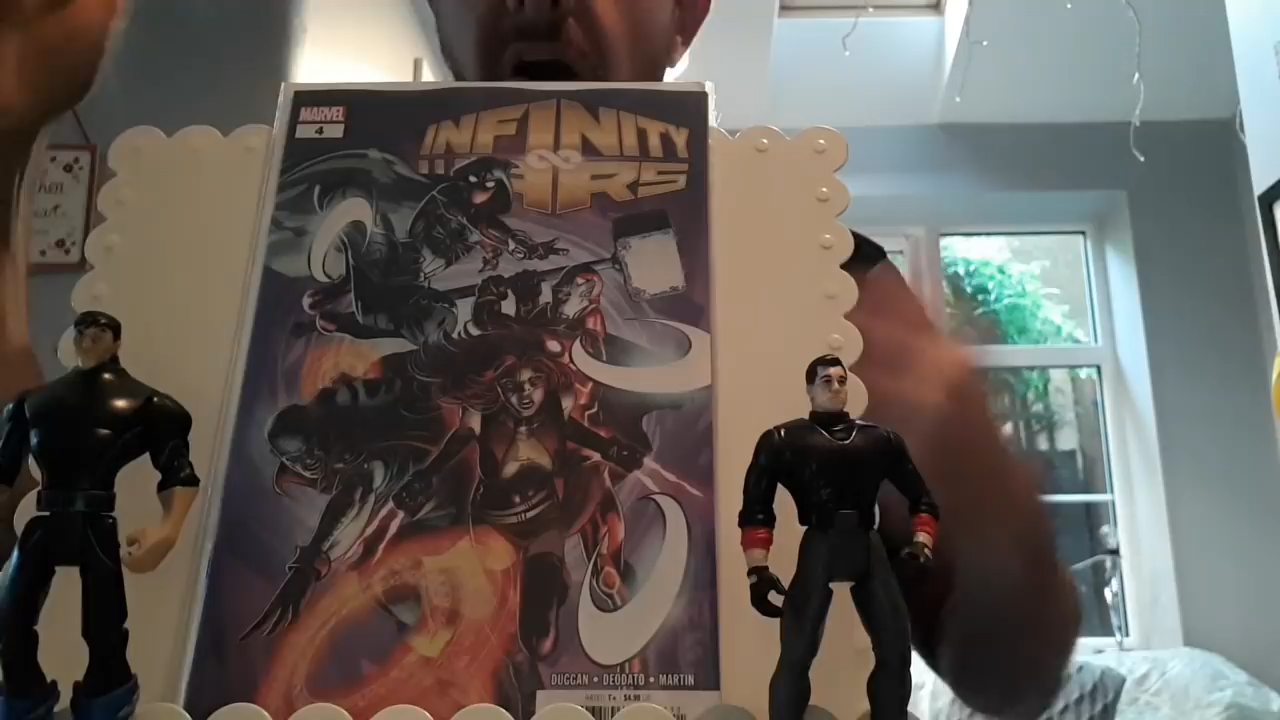 MARVEL
4
INFINITY
WARS
DUGGAN • DEODATO • MARTIN
$4.99